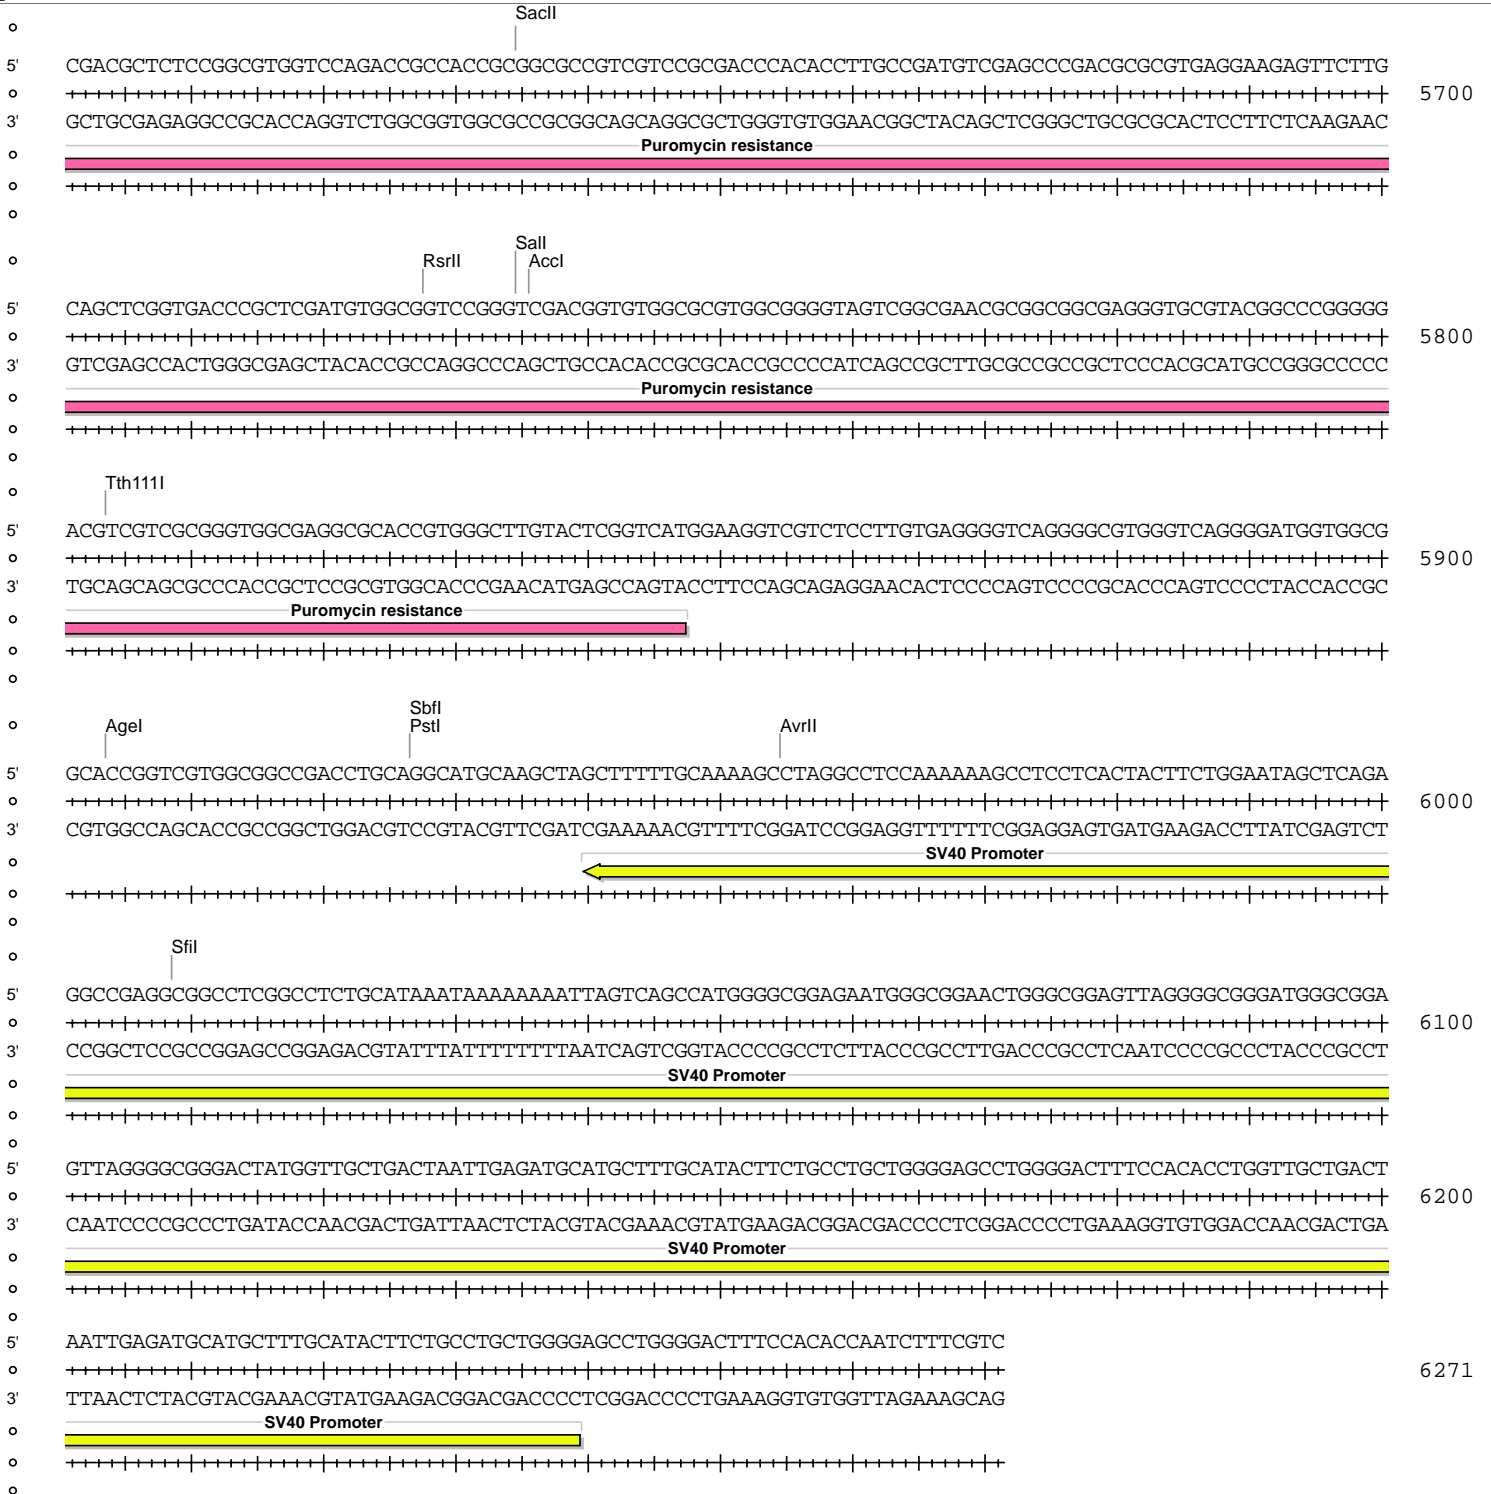 SacII
5' CGACGCTCTCCGGCGTGGTCCAGACCGCCACCGCGGCGCCGTCGTCCGCGACCCACACCTTGCCGATGTCGAGCCCGACGCGCGTGAGGAAGAGTTCTTG
5700
3' GCTGCGAGAGGCCGCACCAGGTCTGGCGGTGGCGCCGCGGCAGCAGGCGCTGGGTGTGGAACGGCTACAGCTCGGGCTGCGCGCACTCCTTCTCAAGAAC
Puromycin resistance
SalI
RsrII AccI
5' CAGCTCGGTGACCCGCTCGATGTGGCGGTCCGGGTCGACGGTGTGGCGCGTGGCGGGGTAGTCGGCGAACGCGGCGGCGAGGGTGCGTACGGCCCGGGGG
5800
3' GTCGAGCCACTGGGCGAGCTACACCGCCAGGCCCAGCTGCCACACCGCGCACCGCCCCATCAGCCGCTTGCGCCGCCGCTCCCACGCATGCCGGGCCCCC
Puromycin resistance
Tth111I
5' ACGTCGTCGCGGGTGGCGAGGCGCACCGTGGGCTTGTACTCGGTCATGGAAGGTCGTCTCCTTGTGAGGGGTCAGGGGCGTGGGTCAGGGGATGGTGGCG
5900
3' TGCAGCAGCGCCCACCGCTCCGCGTGGCACCCGAACATGAGCCAGTACCTTCCAGCAGAGGAACACTCCCCAGTCCCCGCACCCAGTCCCCTACCACCGC
Puromycin resistance
SbfI
AgeI PstI AvrII
5' GCACCGGTCGTGGCGGCCGACCTGCAGGCATGCAAGCTAGCTTTTTGCAAAAGCCTAGGCCTCCAAAAAAGCCTCCTCACTACTTCTGGAATAGCTCAGA
6000
3' CGTGGCCAGCACCGCCGGCTGGACGTCCGTACGTTCGATCGAAAAACGTTTTCGGATCCGGAGGTTTTTTCGGAGGAGTGATGAAGACCTTATCGAGTCT
SV40 Promoter
SfiI
5' GGCCGAGGCGGCCTCGGCCTCTGCATAAATAAAAAAAATTAGTCAGCCATGGGGCGGAGAATGGGCGGAACTGGGCGGAGTTAGGGGCGGGATGGGCGGA
6100
3' CCGGCTCCGCCGGAGCCGGAGACGTATTTATTTTTTTTAATCAGTCGGTACCCCGCCTCTTACCCGCCTTGACCCGCCTCAATCCCCGCCCTACCCGCCT
SV40 Promoter
5' GTTAGGGGCGGGACTATGGTTGCTGACTAATTGAGATGCATGCTTTGCATACTTCTGCCTGCTGGGGAGCCTGGGGACTTTCCACACCTGGTTGCTGACT
6200
3' CAATCCCCGCCCTGATACCAACGACTGATTAACTCTACGTACGAAACGTATGAAGACGGACGACCCCTCGGACCCCTGAAAGGTGTGGACCAACGACTGA
SV40 Promoter
5' AATTGAGATGCATGCTTTGCATACTTCTGCCTGCTGGGGAGCCTGGGGACTTTCCACACCAATCTTTCGTC
6271
3' TTAACTCTACGTACGAAACGTATGAAGACGGACGACCCCTCGGACCCCTGAAAGGTGTGGTTAGAAAGCAG
SV40 Promoter